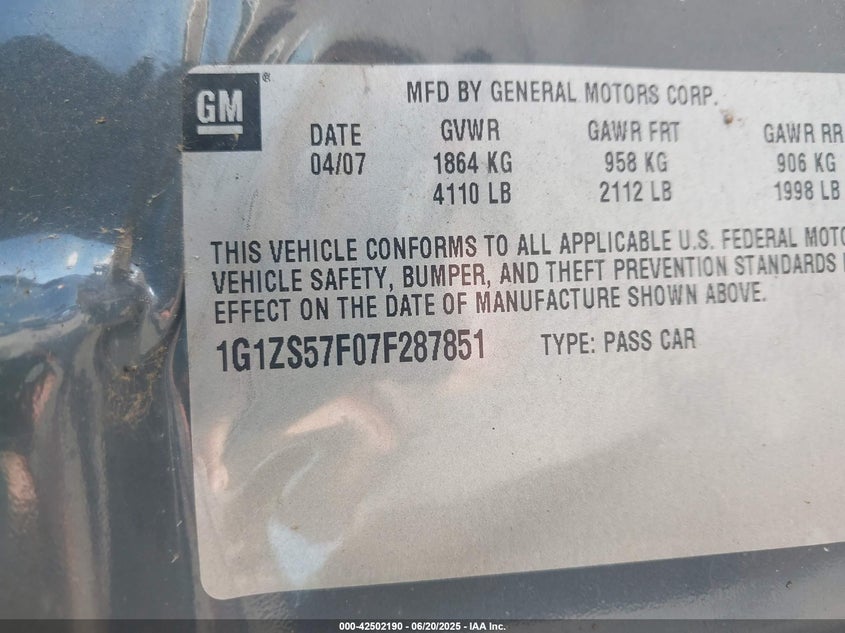 GM ®
MFD BY GENERAL MOTORS CORP.
DATE GVWR GAWR FRT GAWR RR
04/07 1864 KG 958 KG 906 KG
4110 LB 2112 LB 1998 LB
THIS VEHICLE CONFORMS TO ALL APPLICABLE U.S. FEDERAL MOTO
VEHICLE SAFETY, BUMPER, AND THEFT PREVENTION STANDARDS
EFFECT ON THE DATE OF MANUFACTURE SHOWN ABOVE.
1G1ZS57F07F287851 TYPE: PASS CAR
000-42502190 - 06/20/2025 - IAA Inc.